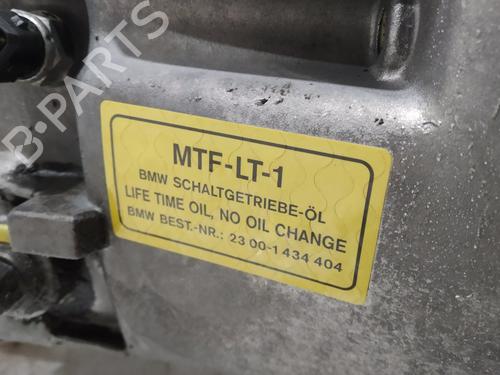 B-PARTS
MTF-LT-1
BMW SCHALTGETRIEBE-ÖL
LIFE TIME OIL, NO OIL CHANGE
BMW BEST.-NR.: 23 00-1 434 404